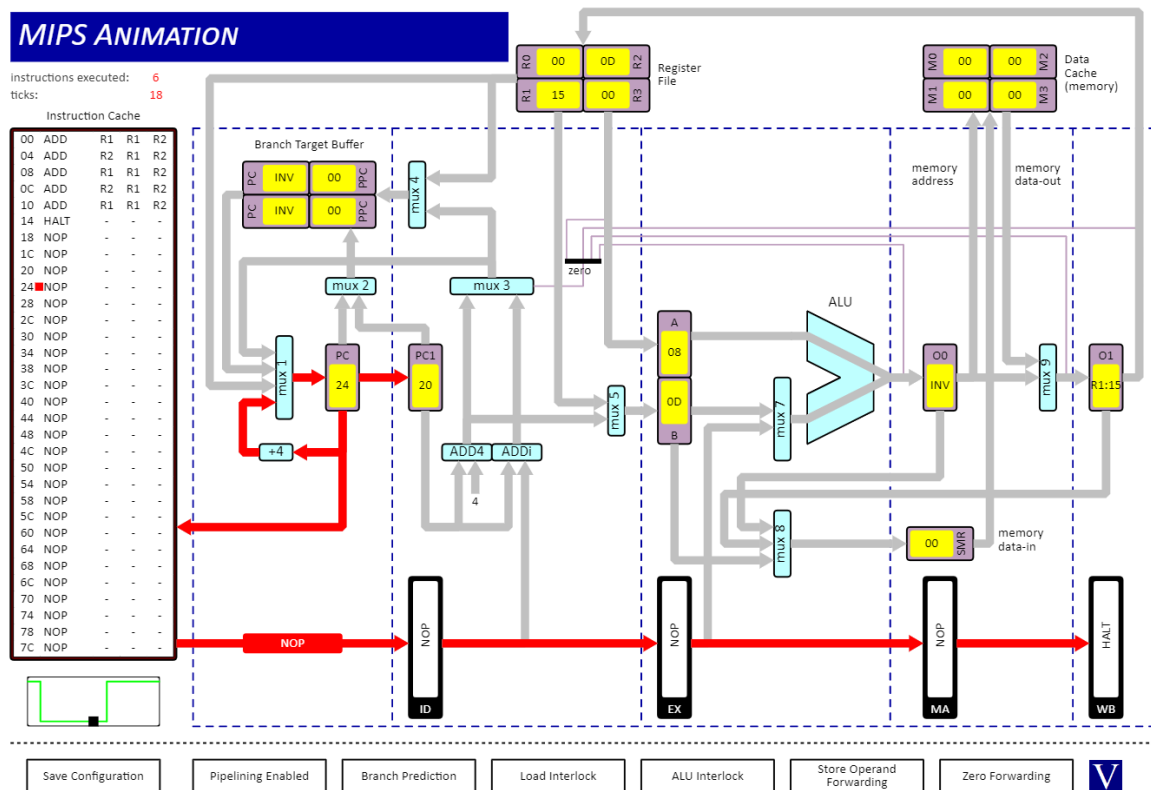 MIPS ANIMATION
instructions executed: 6
ticks: 18
Instruction Cache
00 ADD R1 R1 R2
04 ADD R2 R1 R2
08 ADD R1 R1 R2
0C ADD R2 R1 R2
10 ADD R1 R1 R2
14 HALT - - -
18 NOP - - -
1C NOP - - -
20 NOP - - -
24 NOP - - -
28 NOP - - -
2C NOP - - -
30 NOP - - -
34 NOP - - -
38 NOP - - -
3C NOP - - -
40 NOP - - -
44 NOP - - -
48 NOP - - -
4C NOP - - -
50 NOP - - -
54 NOP - - -
58 NOP - - -
5C NOP - - -
60 NOP - - -
64 NOP - - -
68 NOP - - -
6C NOP - - -
70 NOP - - -
74 NOP - - -
78 NOP - - -
7C NOP - - -
R0 00 0D R2
R1 15 00 R3
Register
File
M0 00 00 M2
M1 00 00 M3
Data
Cache
(memory)
Branch Target Buffer
PC INV 00 PPC
PC INV 00 PPC
mux 4
memory
address
memory
data-out
zero
mux 2
mux 3
ALU
mux 1
PC
24
PC1
20
mux 5
A
08
0D
B
mux 7
O0
INV
mux 9
O1
R1:15
+4
ADD4
ADDi
4
mux 8
00 SMR
memory
data-in
NOP
NOP
ID
NOP
EX
NOP
MA
HALT
WB
Save Configuration
Pipelining Enabled
Branch Prediction
Load Interlock
ALU Interlock
Store Operand
Forwarding
Zero Forwarding
V